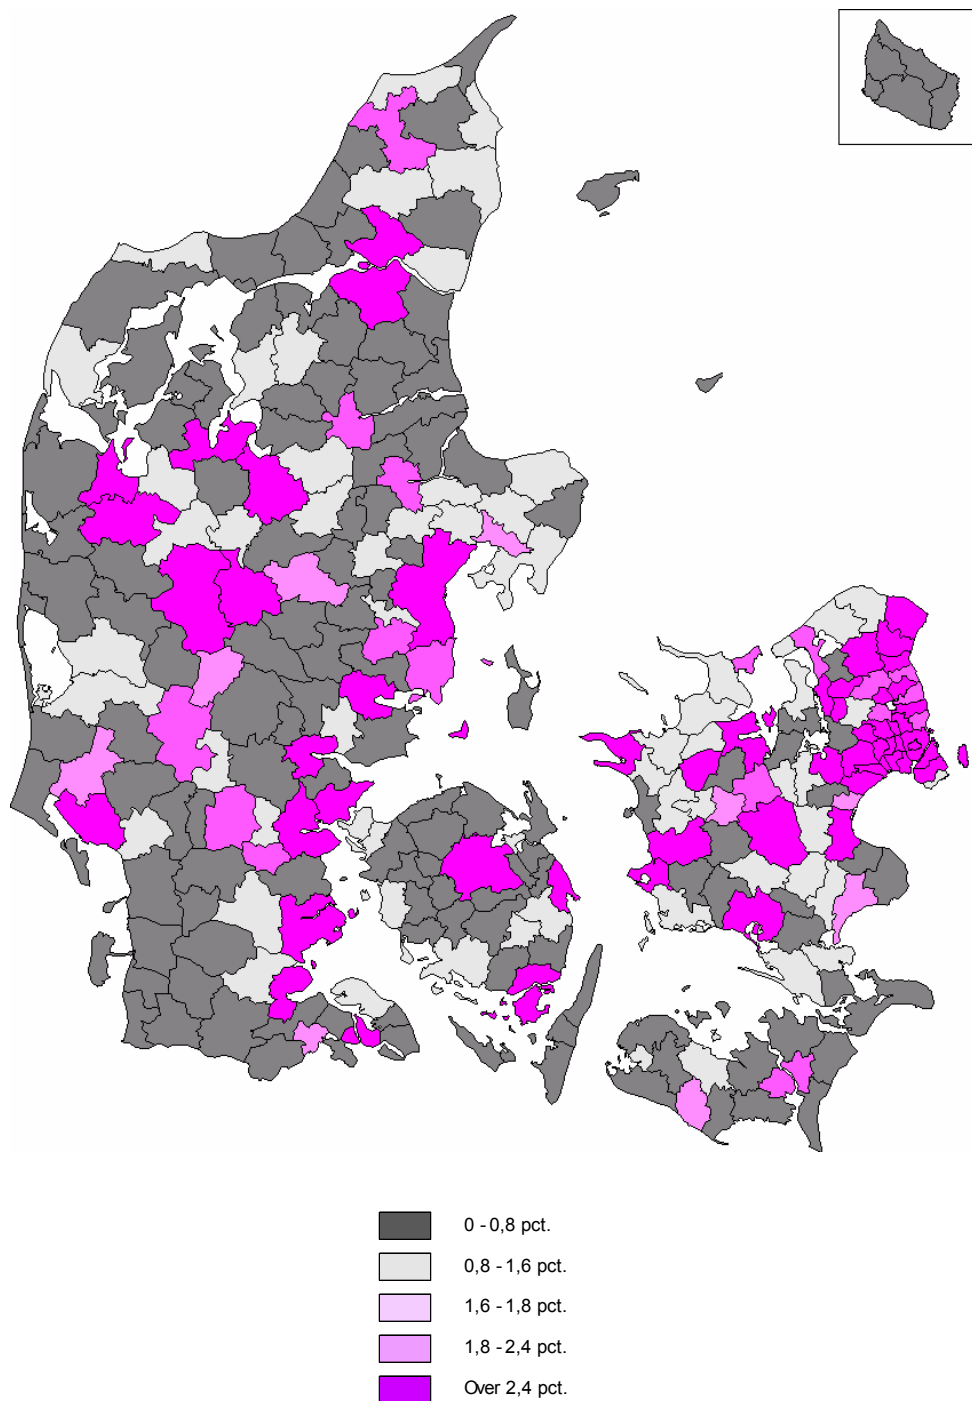 0 - 0,8 pct.
0,8 - 1,6 pct.
1,6 - 1,8 pct.
1,8 - 2,4 pct.
Over 2,4 pct.